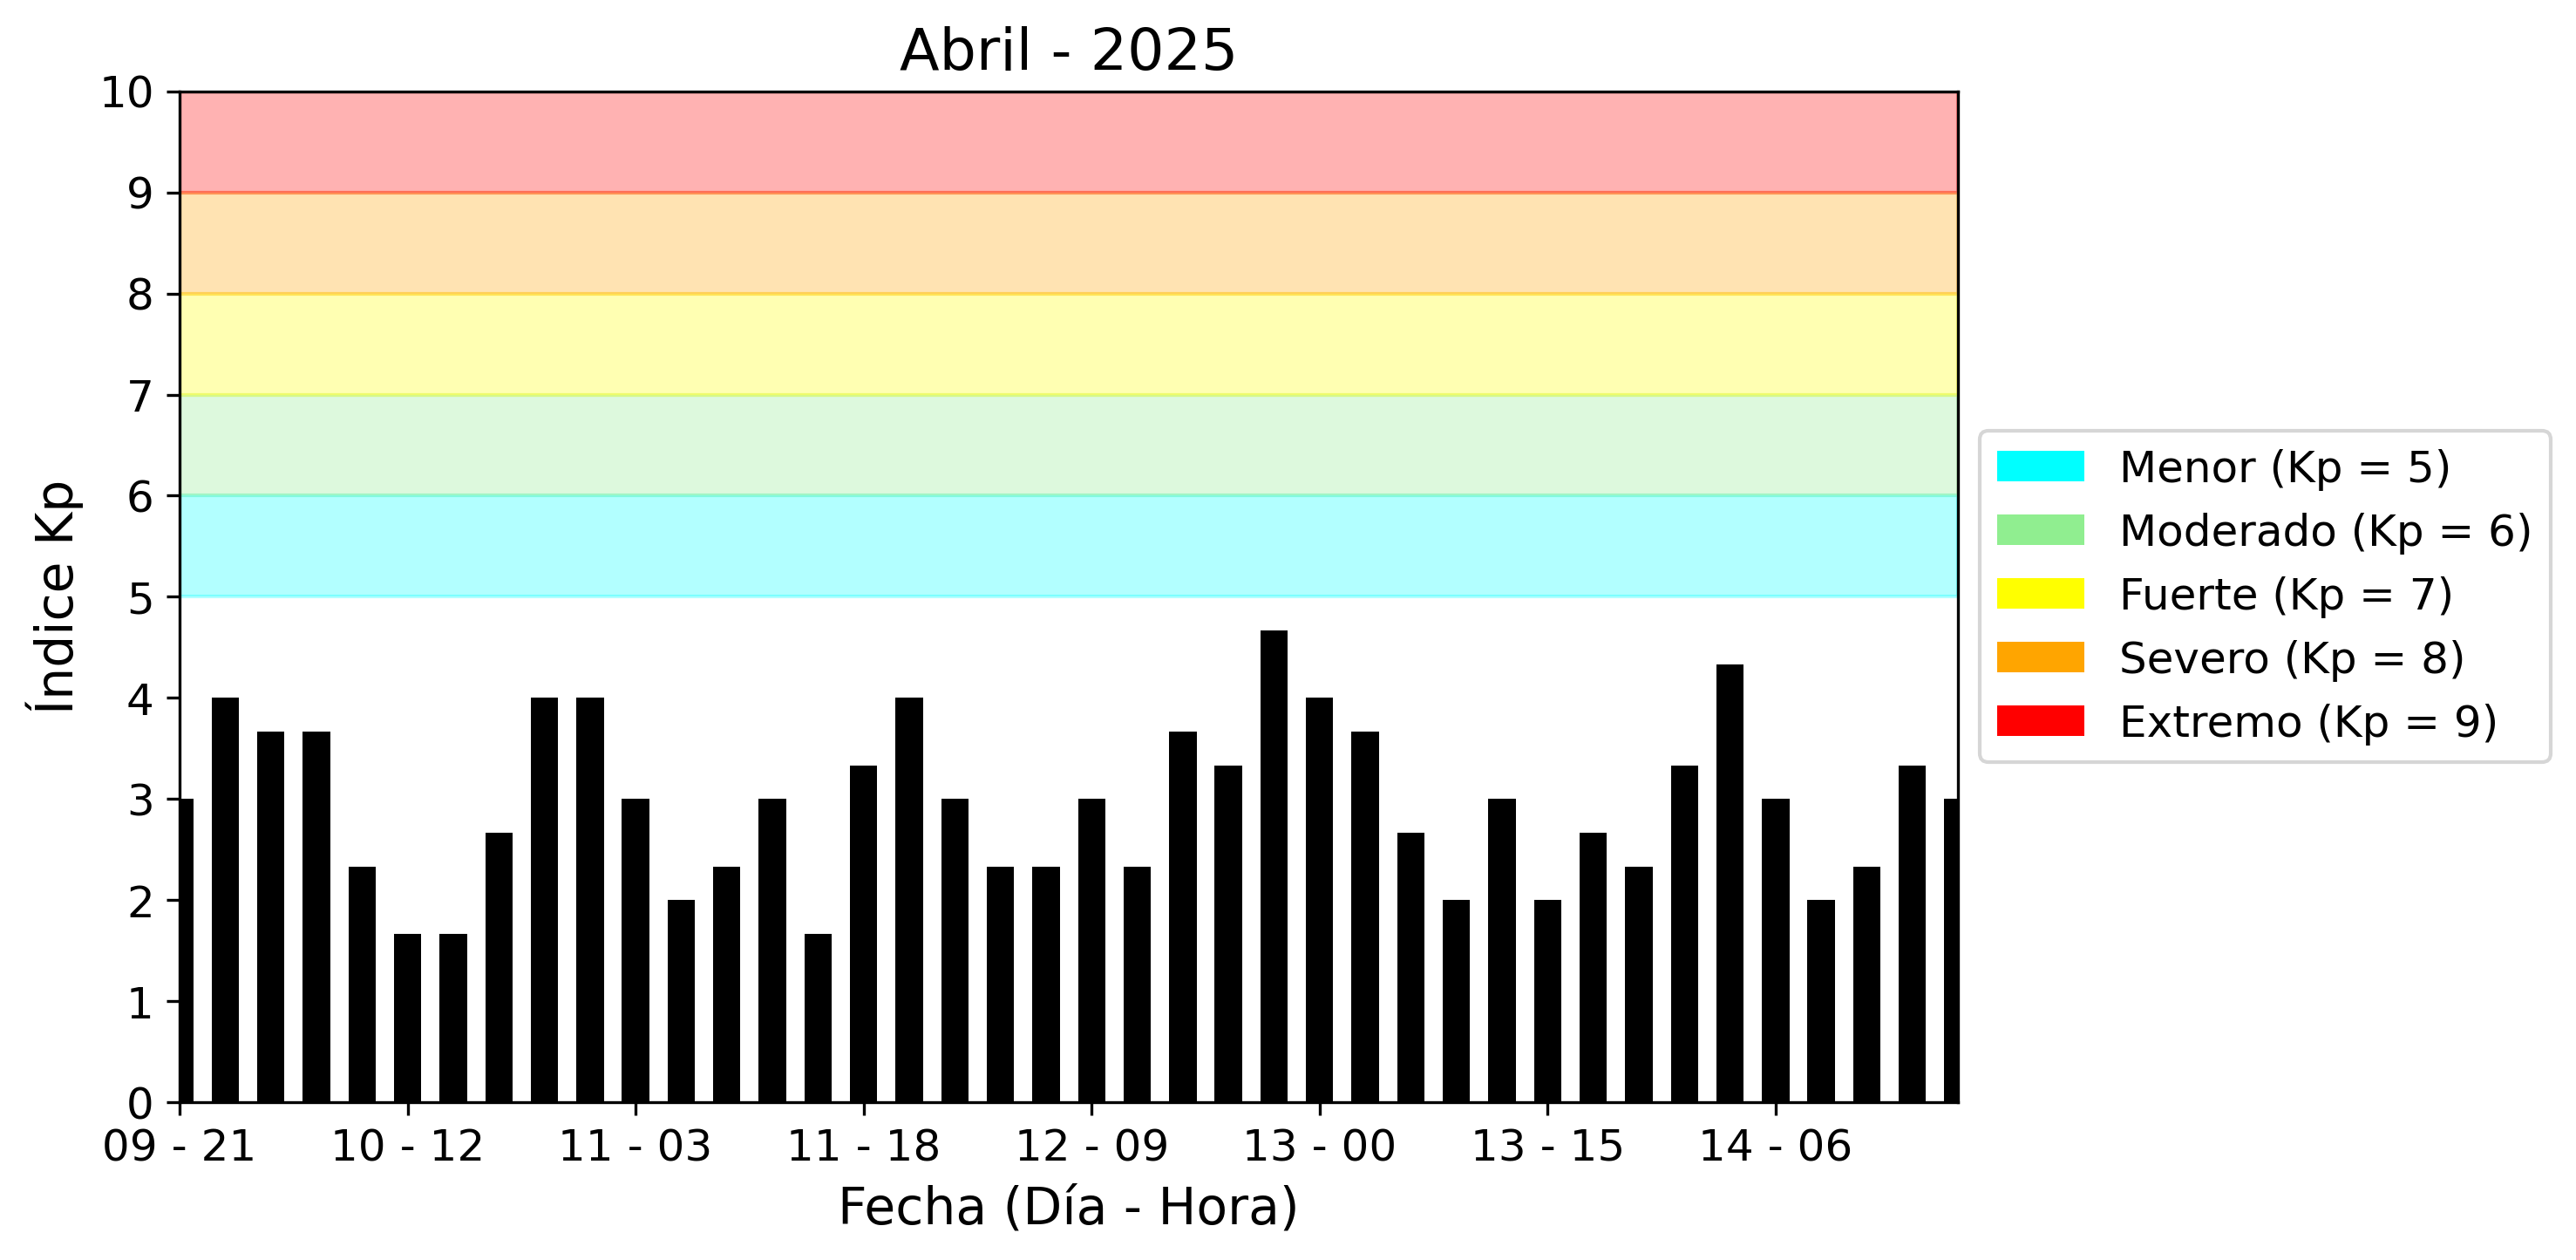 Abril - 2025
10
9
8
7
6
5
4
3
2
1
0
Índice Kp
09 - 21 10 - 12 11 - 03 11 - 18 12 - 09 13 - 00 13 - 15 14 - 06
Fecha (Día - Hora)
Menor (Kp = 5)
Moderado (Kp = 6)
Fuerte (Kp = 7)
Severo (Kp = 8)
Extremo (Kp = 9)